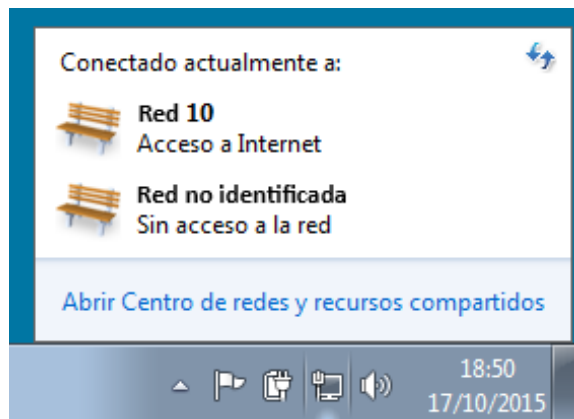 Conectado actualmente a:
Red 10
Acceso a Internet
Red no identificada
Sin acceso a la red
Abrir Centro de redes y recursos compartidos
18:50
17/10/2015